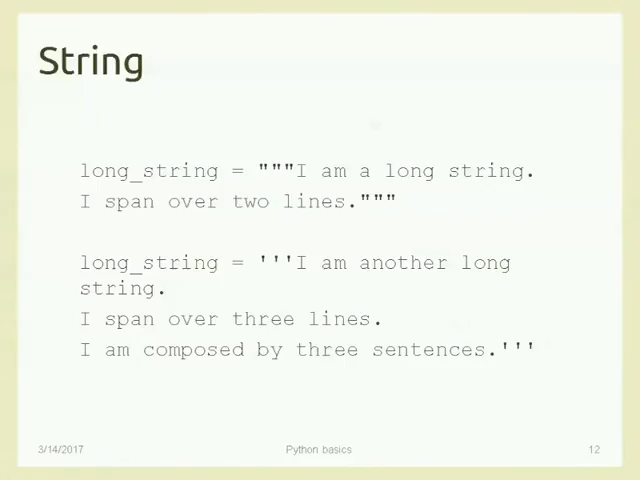 String
long_string = """I am a long string.
I span over two lines."""
long_string = '''I am another long
string.
I span over three lines.
I am composed by three sentences.'''
3/14/2017
Python basics
12